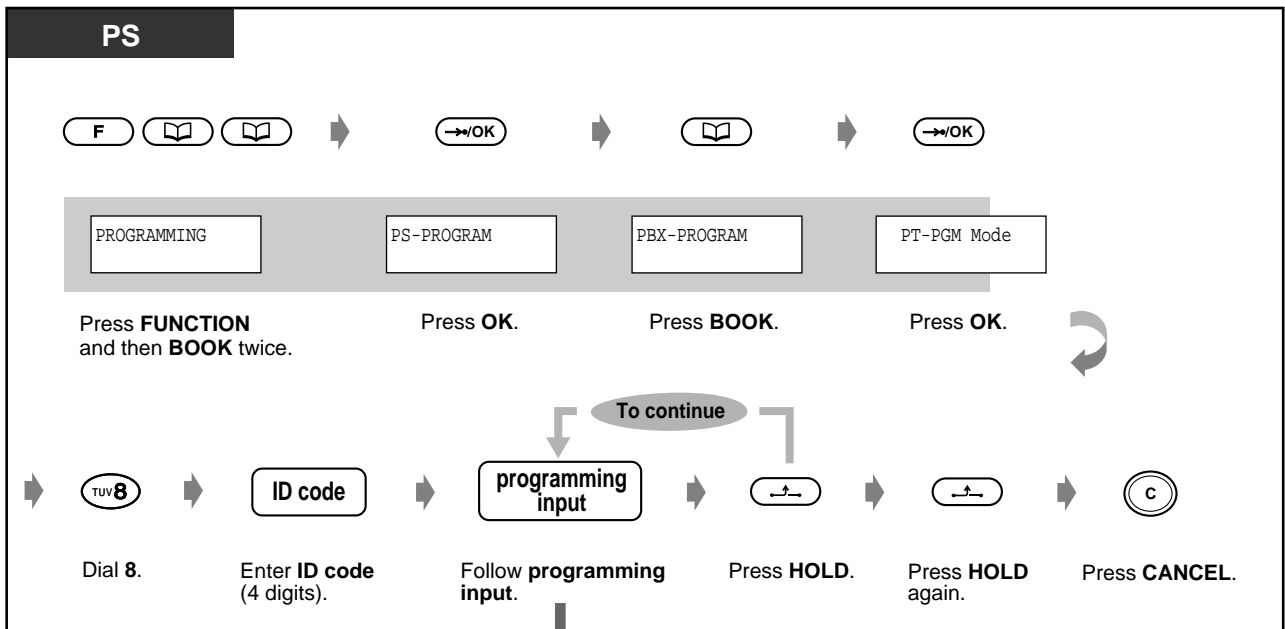 PS
F
→/OK
→/OK
PROGRAMMING
PS-PROGRAM
PBX-PROGRAM
PT-PGM Mode
Press FUNCTION
and then BOOK twice.
Press OK.
Press BOOK.
Press OK.
To continue
TUV8
ID code
programming
input
C
Dial 8.
Enter ID code
(4 digits).
Follow programming
input.
Press HOLD.
Press HOLD
again.
Press CANCEL.